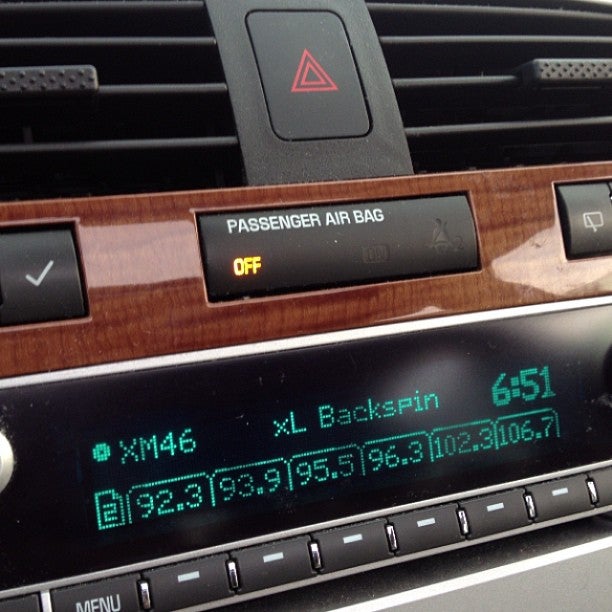 PASSENGER AIR BAG
OFF
6:51
XM46 xL Backspin
2 92.3 93.9 95.5 96.3 102.3 106.7
MENU